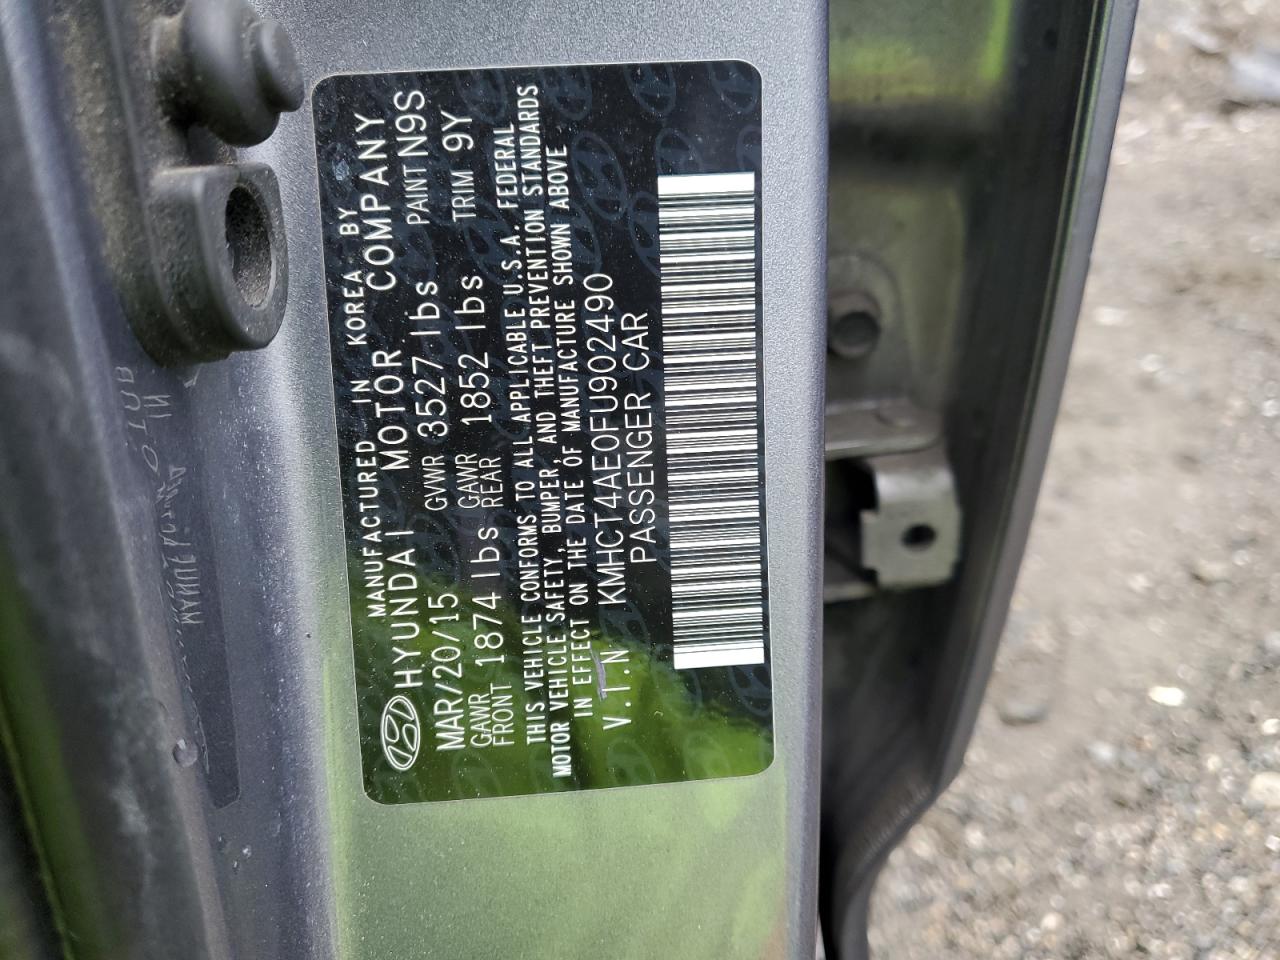 MANUFACTURED IN KOREA BY
HYUNDAI MOTOR COMPANY
MAR/20/15 GVWR 3527 lbs PAINT N9S
GAWR FRONT 1874 lbs GAWR REAR 1852 lbs TRIM 9Y
THIS VEHICLE CONFORMS TO ALL APPLICABLE U.S.A. FEDERAL
MOTOR VEHICLE SAFETY, BUMPER, AND THEFT PREVENTION STANDARDS
IN EFFECT ON THE DATE OF MANUFACTURE SHOWN ABOVE
V.I.N KMHCT4AE0FU902490
PASSENGER CAR